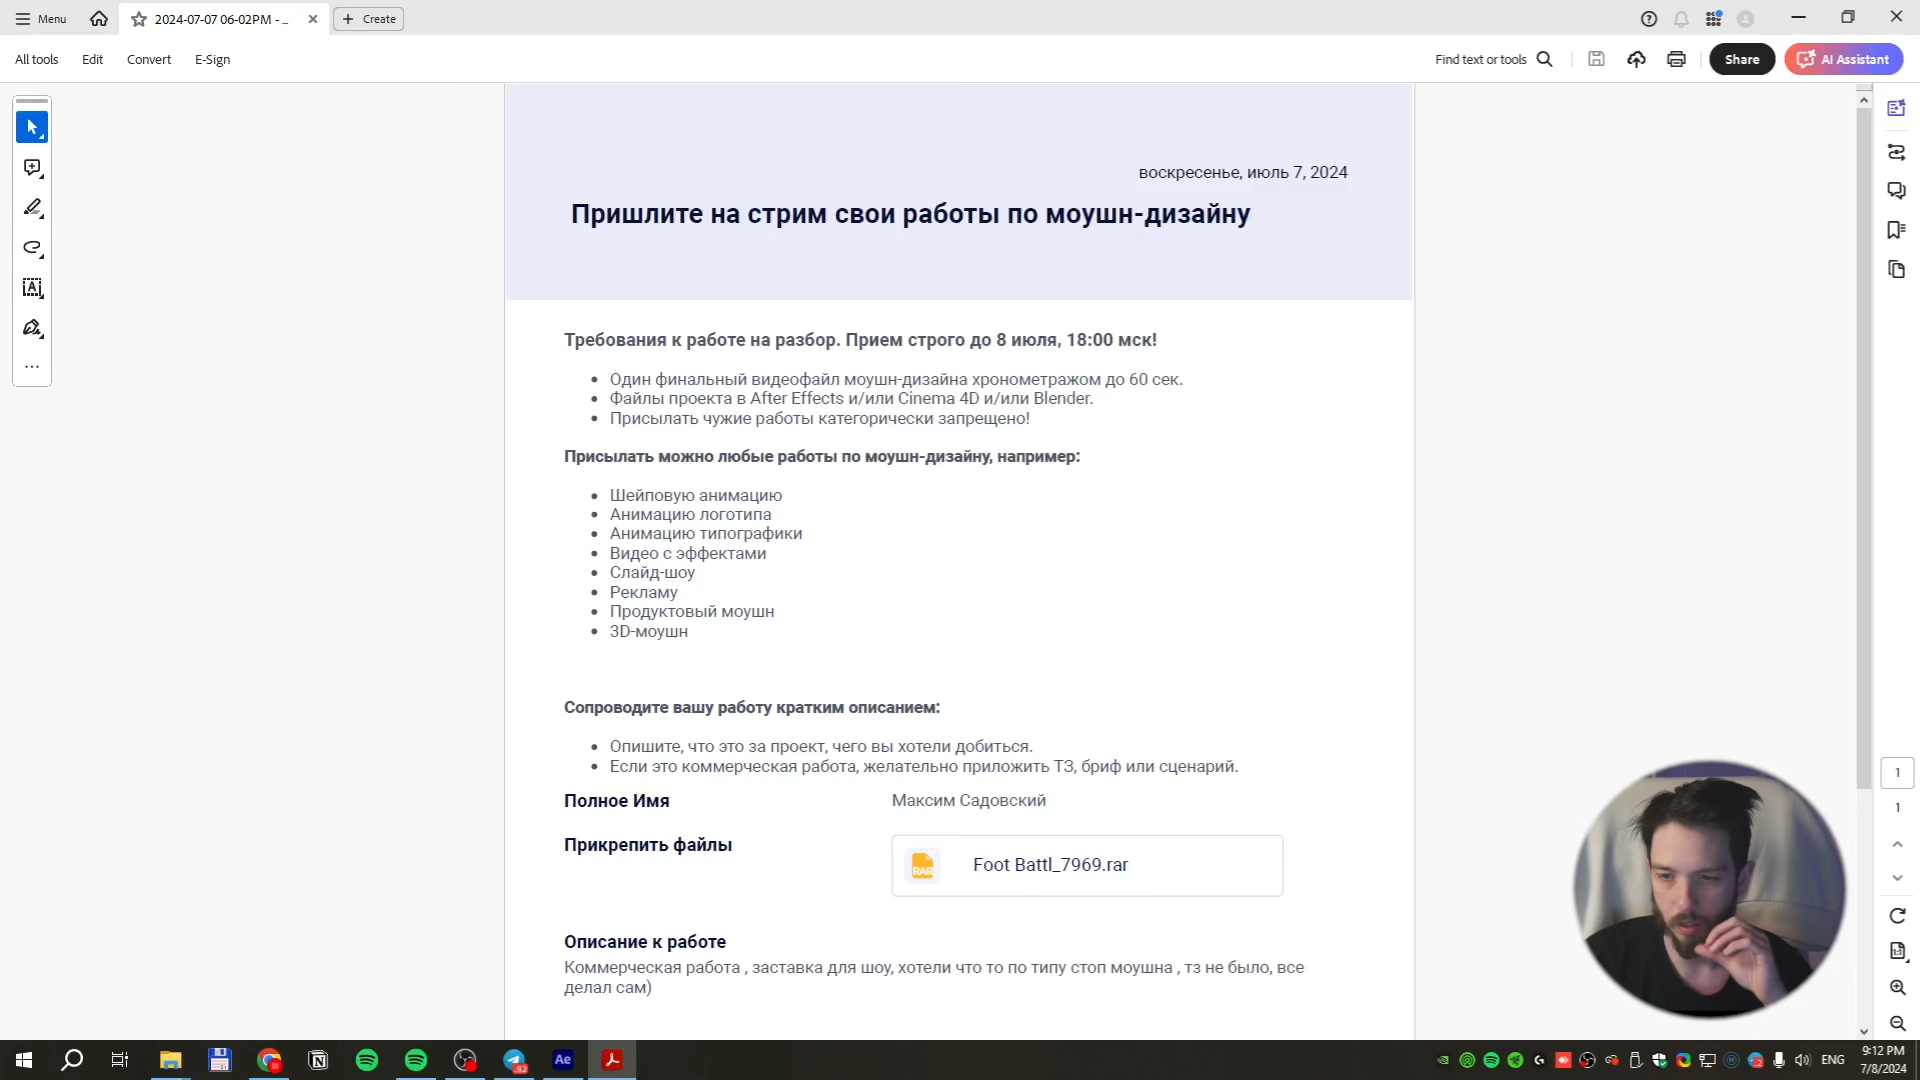 Menu
2024-07-07 06-02PM - ...
Create
All tools
Edit
Convert
E-Sign
Find text or tools
Share
AI Assistant
воскресенье, июль 7, 2024
Пришлите на стрим свои работы по моушн-дизайну
Требования к работе на разбор. Прием строго до 8 июля, 18:00 мск!
Один финальный видеофайл моушн-дизайна хронометражом до 60 сек.
Файлы проекта в After Effects и/или Cinema 4D и/или Blender.
Присылать чужие работы категорически запрещено!
Присылать можно любые работы по моушн-дизайну, например:
Шейповую анимацию
Анимацию логотипа
Анимацию типографики
Видео с эффектами
Слайд-шоу
Рекламу
Продуктовый моушн
3D-моушн
Сопроводите вашу работу кратким описанием:
Опишите, что это за проект, чего вы хотели добиться.
Если это коммерческая работа, желательно приложить ТЗ, бриф или сценарий.
Полное Имя
Максим Садовский
Прикрепить файлы
RAR
Foot Battl_7969.rar
Описание к работе
Коммерческая работа , заставка для шоу, хотели что то по типу стоп моушна , тз не было, все
делал сам)
1
1
Ae
92
ENG
9:12 PM
7/8/2024